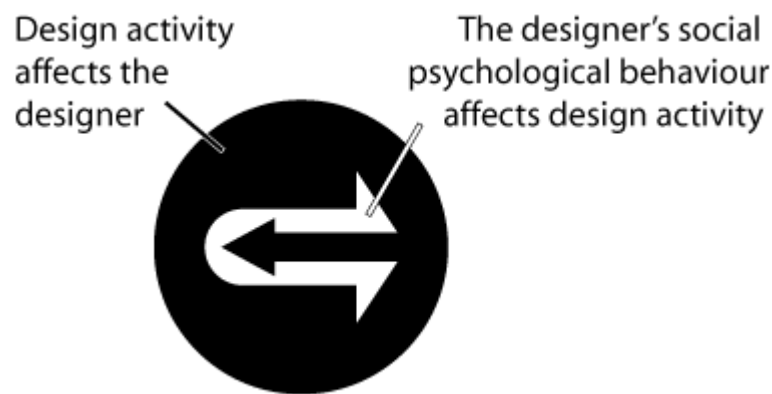 Design activity
affects the
designer
The designer’s social
psychological behaviour
affects design activity